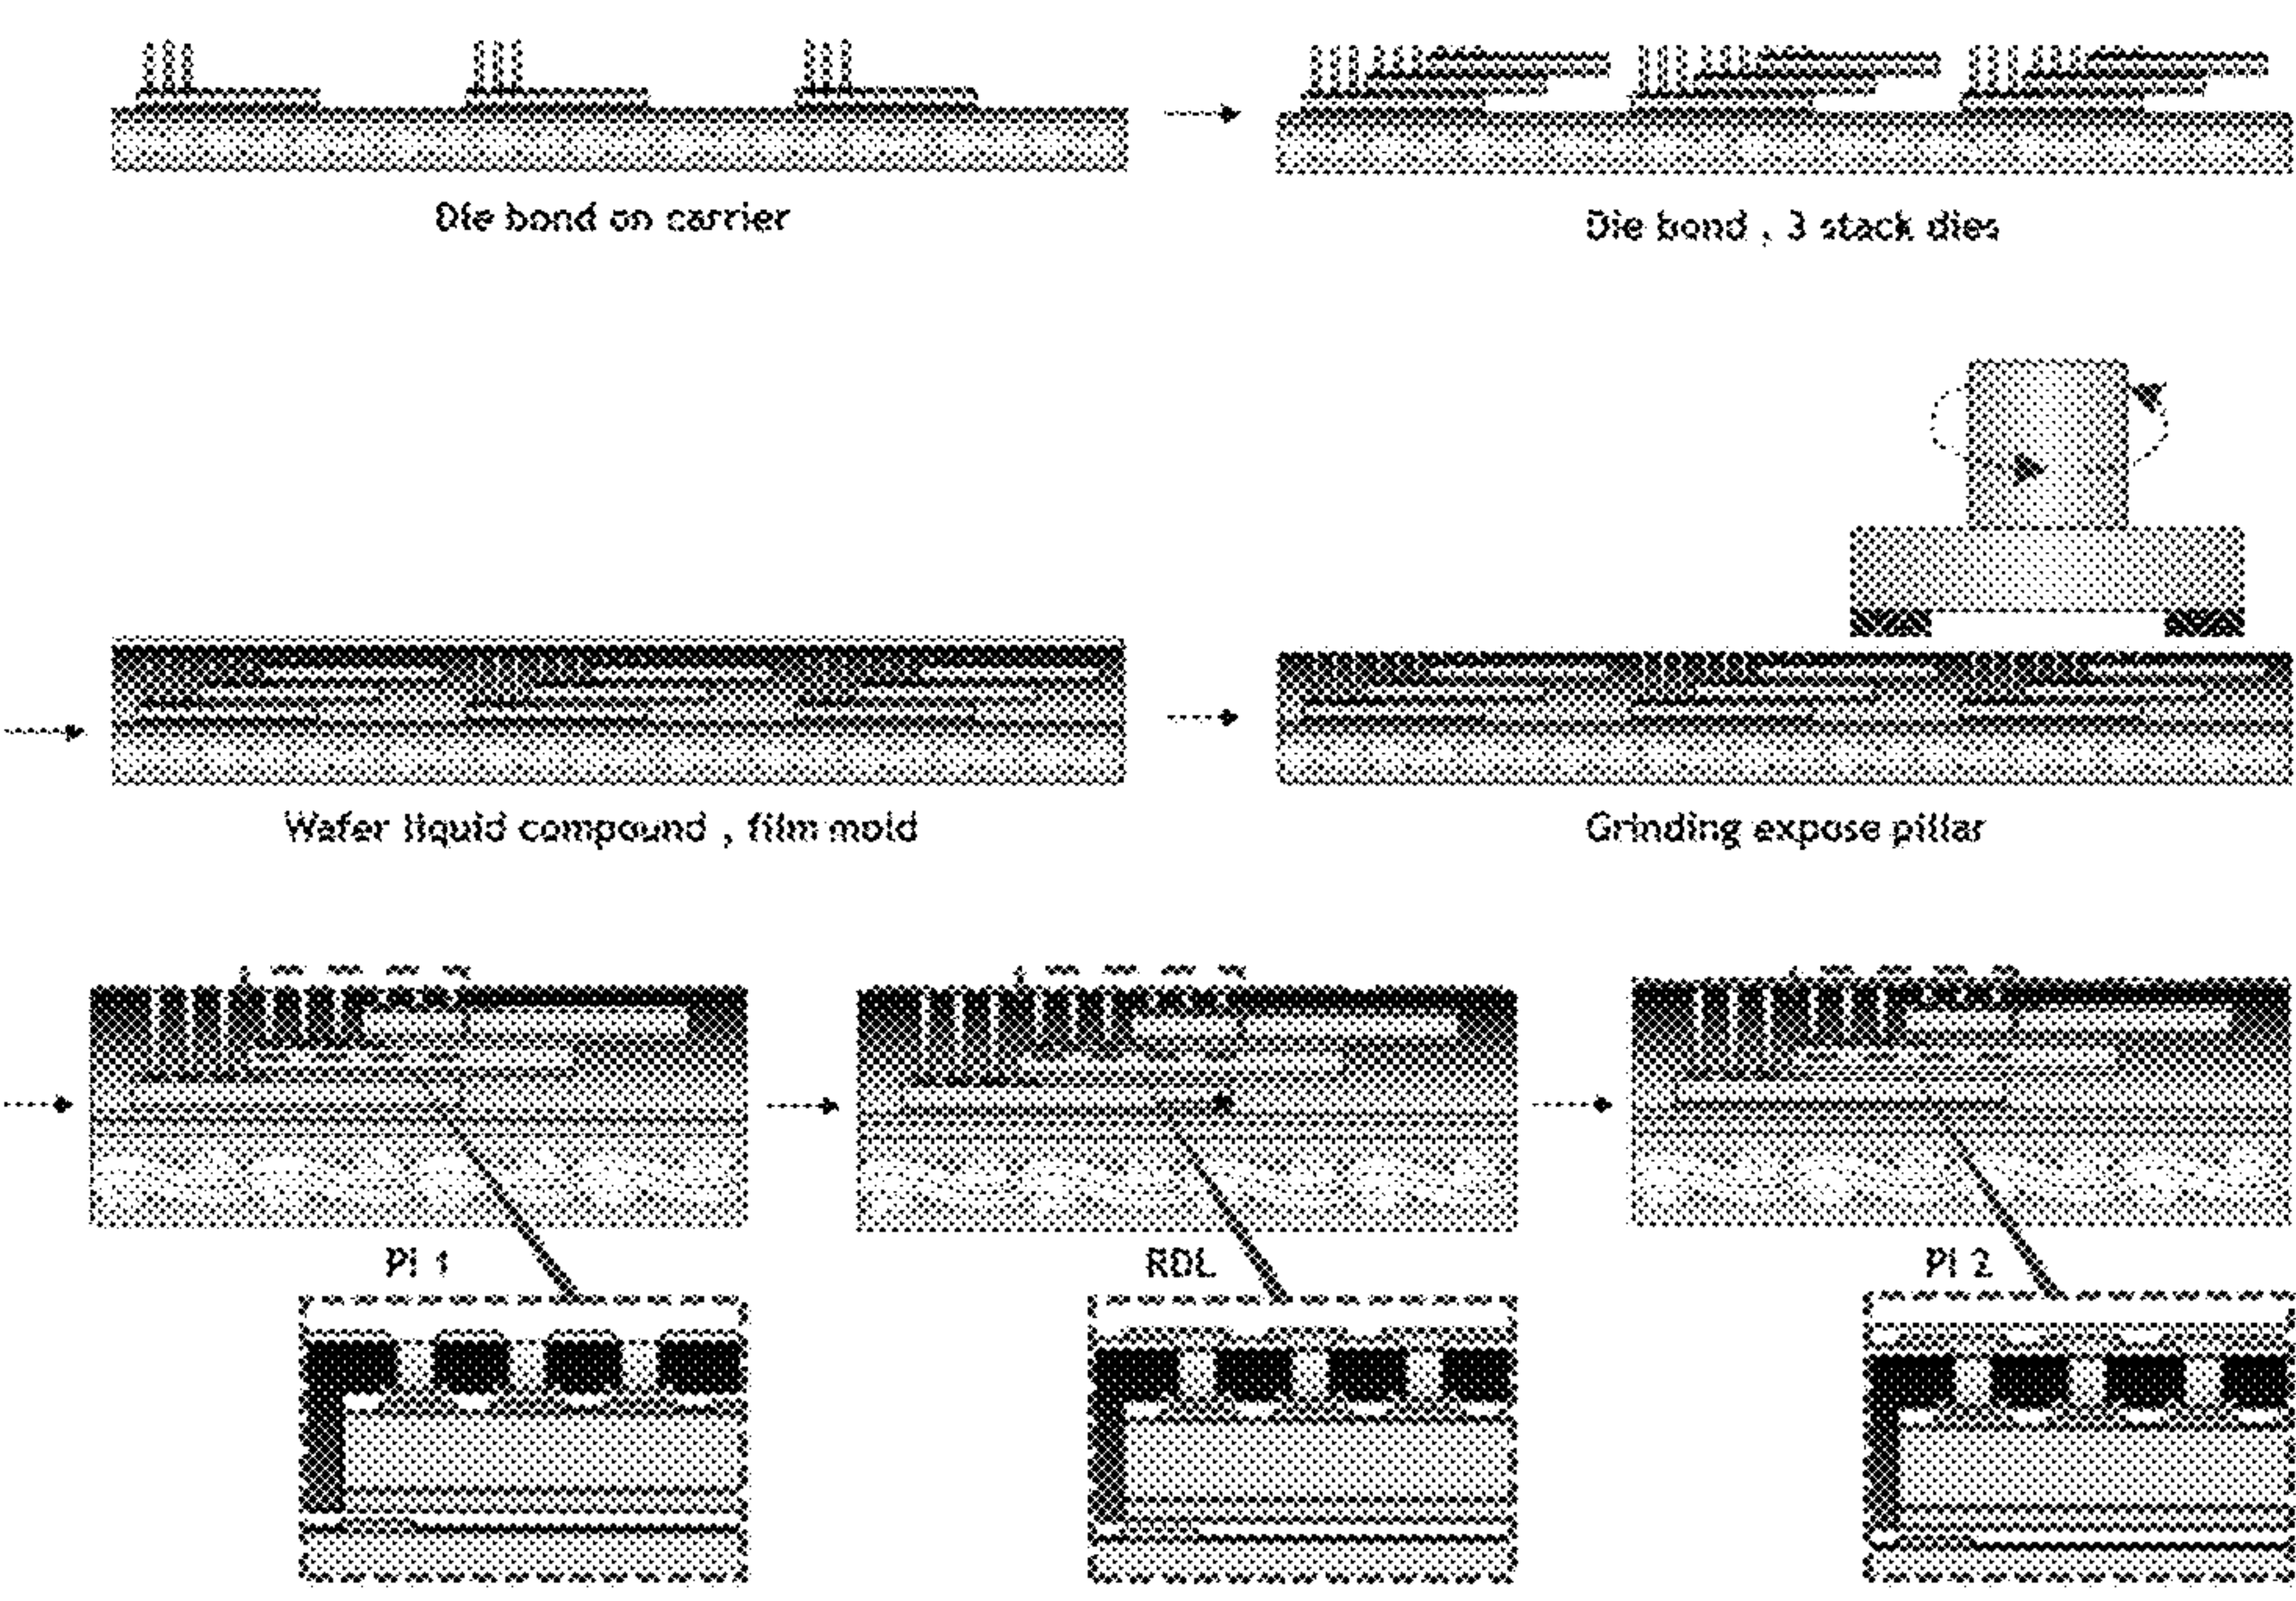 Die bond on carrier
Die bond , 3 stack dies
Wafer liquid compound , film mold
Grinding expose pillar
PI 1
RDL
PI 2